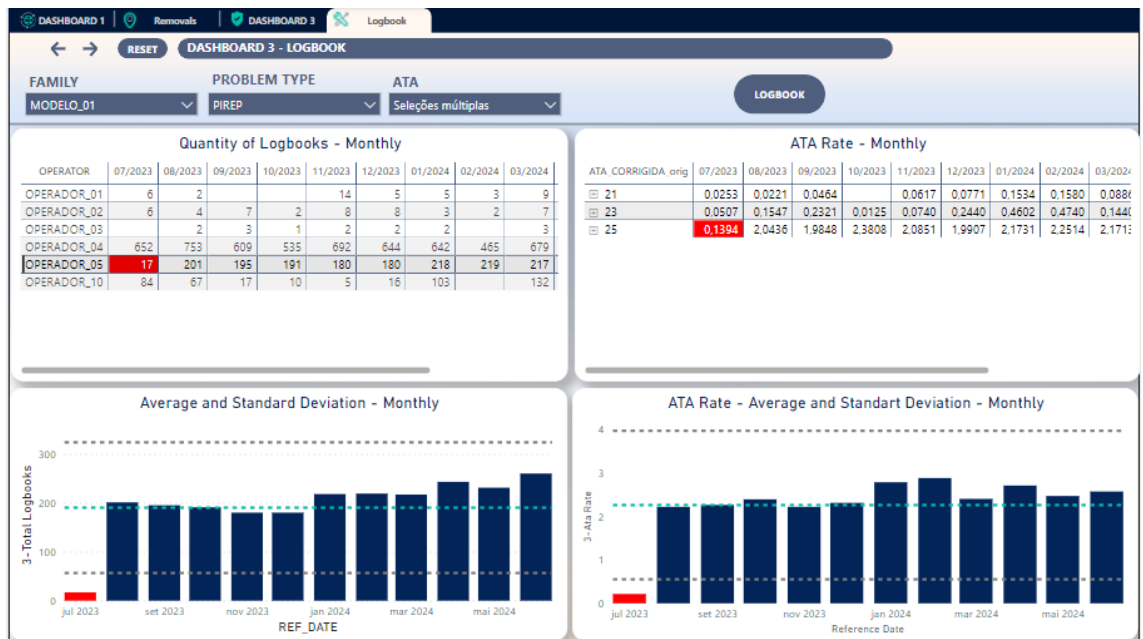 DASHBOARD 1 Removals DASHBOARD 3 Logbook
RESET DASHBOARD 3 - LOGBOOK
FAMILY PROBLEM TYPE ATA
MODELO_01 PIREP Seleções múltiplas
LOGBOOK
Quantity of Logbooks - Monthly
OPERATOR 07/2023 08/2023 09/2023 10/2023 11/2023 12/2023 01/2024 02/2024 03/2024
OPERADOR_01 6 2 14 5 5 3 9
OPERADOR_02 6 4 7 2 8 8 3 2 7
OPERADOR_03 2 3 1 2 2 2 3
OPERADOR_04 652 753 609 535 692 644 642 465 679
OPERADOR_05 17 201 195 191 180 180 218 219 217
OPERADOR_10 84 67 17 10 5 16 103 132
ATA Rate - Monthly
ATA_CORRIGIDA_orig 07/2023 08/2023 09/2023 10/2023 11/2023 12/2023 01/2024 02/2024 03/2024
21 0,0253 0,0221 0,0464 0,0617 0,0771 0,1534 0,1580 0,0886
23 0,0507 0,1547 0,2321 0,0125 0,0740 0,2440 0,4602 0,4740 0,1440
25 0,1394 2,0436 1,9848 2,3808 2,0851 1,9907 2,1731 2,2514 2,1713
Average and Standard Deviation - Monthly
3-Total Logbooks
300
200
100
0
jul 2023 set 2023 nov 2023 jan 2024 mar 2024 mai 2024
REF_DATE
ATA Rate - Average and Standart Deviation - Monthly
3-Ata Rate
4
3
2
1
0
jul 2023 set 2023 nov 2023 jan 2024 mar 2024 mai 2024
Reference Date